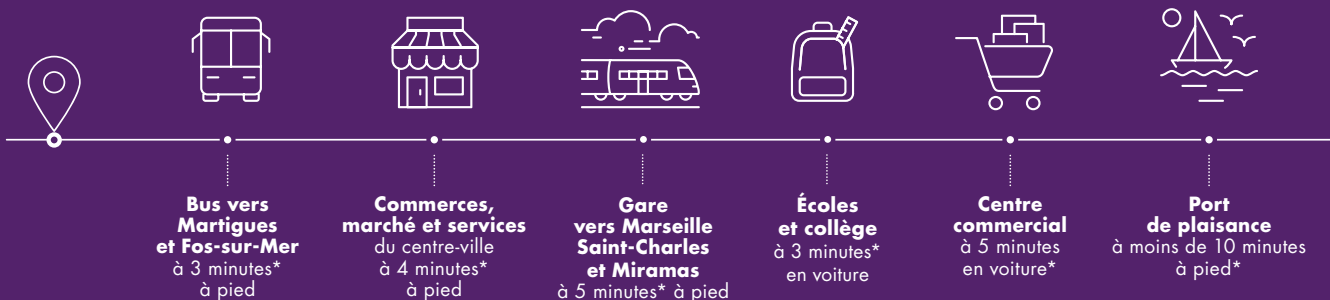 Bus vers
Martigues
et Fos-sur-Mer
à 3 minutes*
à pied
Commerces,
marché et services
du centre-ville
à 4 minutes*
à pied
Gare
vers Marseille
Saint-Charles
et Miramas
à 5 minutes* à pied
Écoles
et collège
à 3 minutes*
en voiture
Centre
commercial
à 5 minutes
en voiture*
Port
de plaisance
à moins de 10 minutes
à pied*